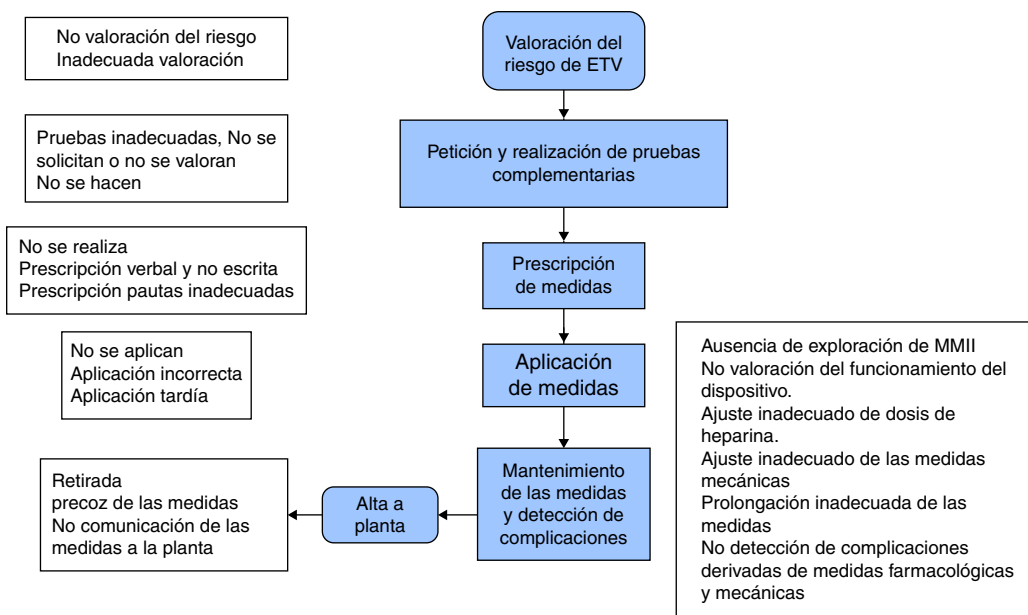 No valoración del riesgo
Inadecuada valoración
Valoración del
riesgo de ETV
Pruebas inadecuadas, No se
solicitan o no se valoran
No se hacen
Petición y realización de pruebas
complementarias
No se realiza
Prescripción verbal y no escrita
Prescripción pautas inadecuadas
Prescripción
de medidas
No se aplican
Aplicación incorrecta
Aplicación tardía
Aplicación
de medidas
Retirada
precoz de las medidas
No comunicación de las
medidas a la planta
Alta a
planta
Mantenimiento
de las medidas
y detección de
complicaciones
Ausencia de exploración de MMII
No valoración del funcionamiento del
dispositivo.
Ajuste inadecuado de dosis de
heparina.
Ajuste inadecuado de las medidas
mecánicas
Prolongación inadecuada de las
medidas
No detección de complicaciones
derivadas de medidas farmacológicas
y mecánicas